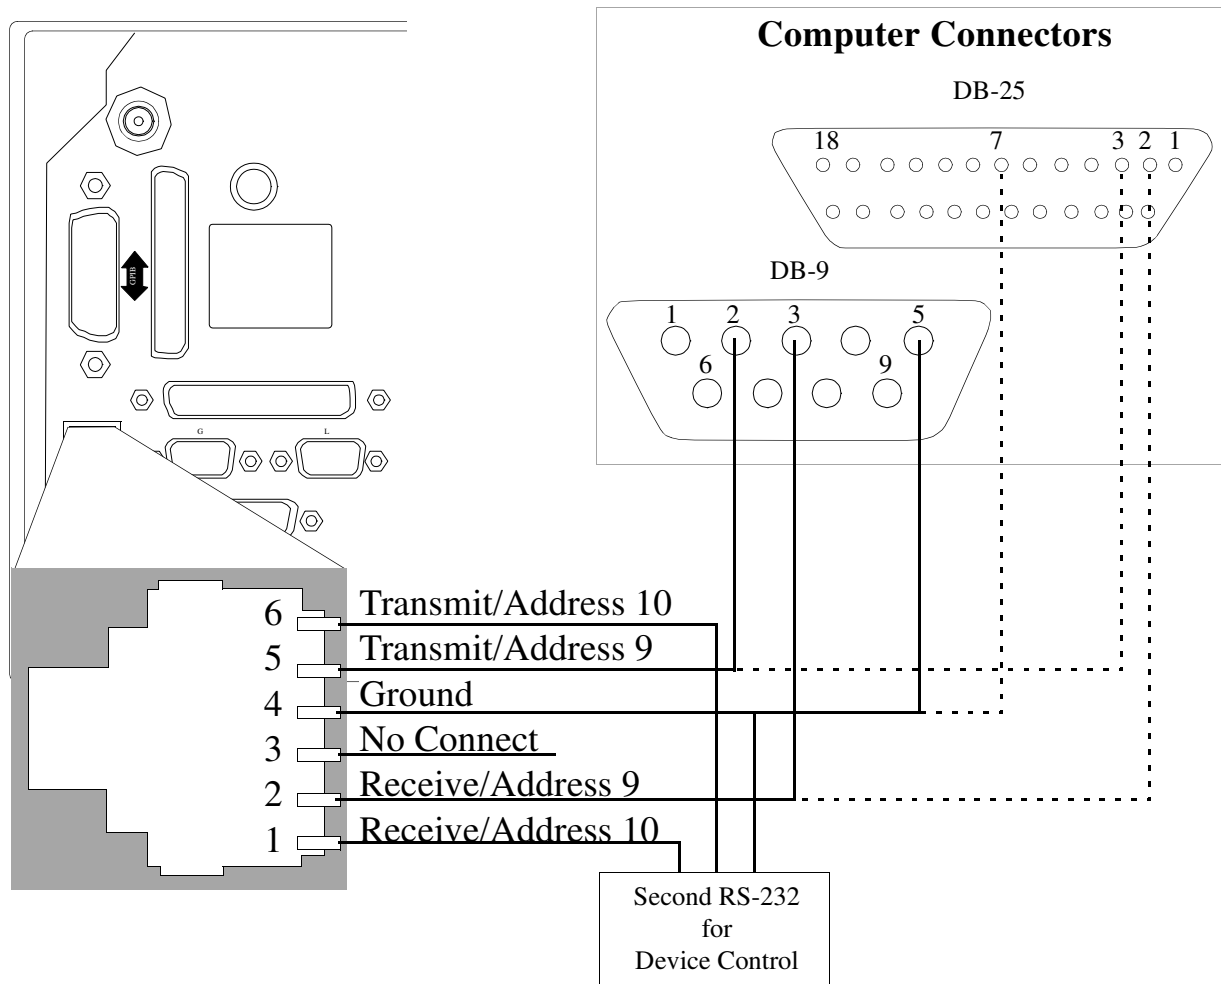 Computer Connectors
DB-25
18 7 3 2 1
DB-9
1 2 3 5
6 9
GPIB
G L
6 Transmit/Address 10
5 Transmit/Address 9
4 Ground
3 No Connect
2 Receive/Address 9
1 Receive/Address 10
Second RS-232
for
Device Control